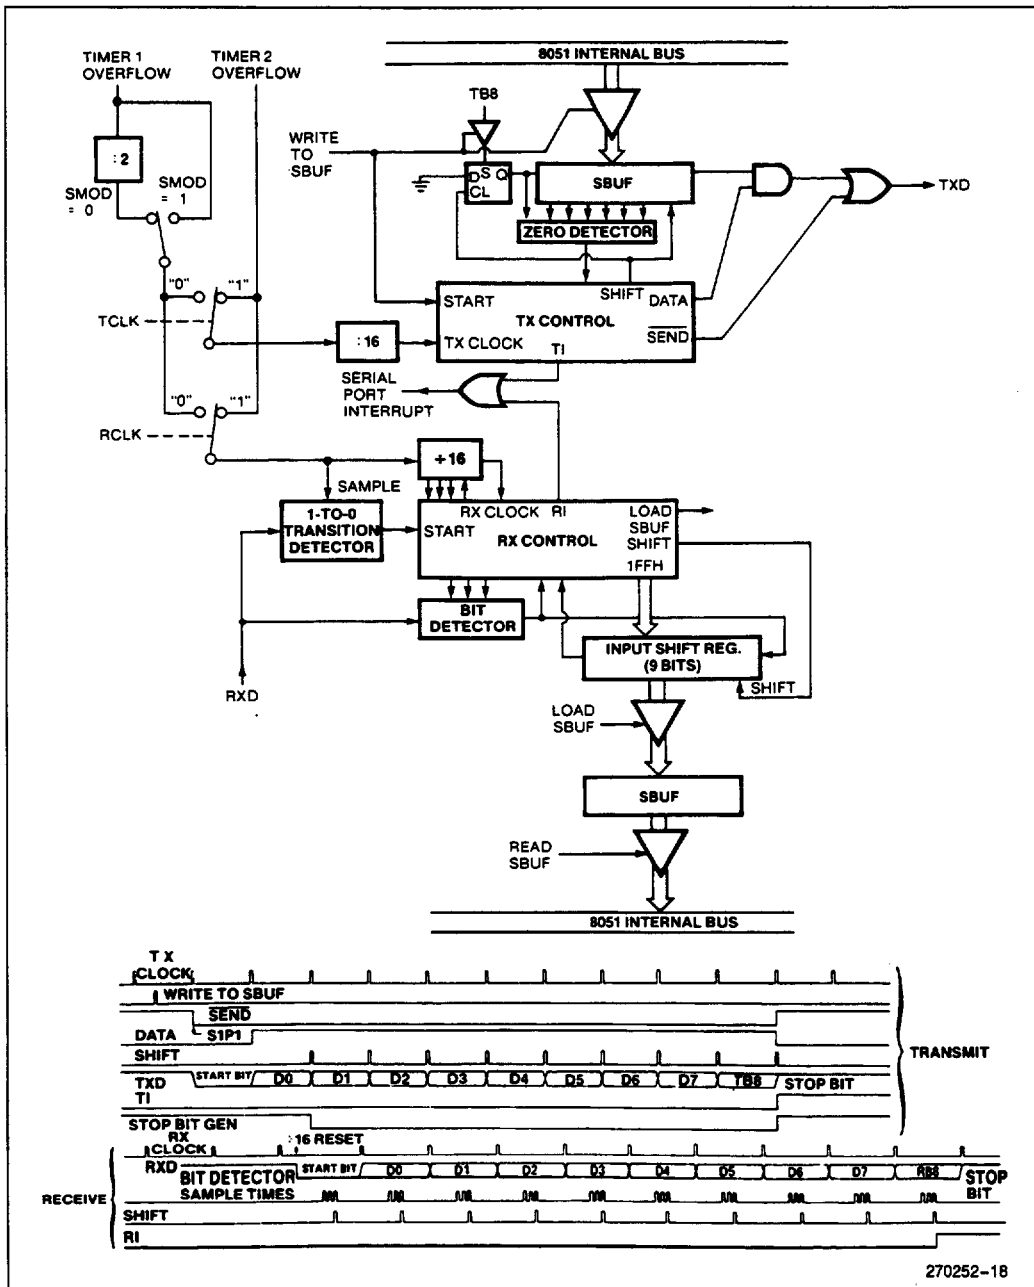 TIMER 1
OVERFLOW
TIMER 2
OVERFLOW
8051 INTERNAL BUS
TB8
WRITE
TO
SBUF
: 2
SMOD
= 0
SMOD
= 1
D S Q
CL
SBUF
ZERO DETECTOR
TXD
"0"
"1"
TCLK
START
SHIFT
DATA
TX CONTROL
SEND
: 16
TX CLOCK
TI
SERIAL
PORT
INTERRUPT
"0"
"1"
RCLK
÷16
SAMPLE
1-TO-0
TRANSITION
DETECTOR
RX CLOCK
RI
START
RX CONTROL
LOAD
SBUF
SHIFT
1FFH
BIT
DETECTOR
INPUT SHIFT REG.
(9 BITS)
SHIFT
RXD
LOAD
SBUF
SBUF
READ
SBUF
8051 INTERNAL BUS
TX
CLOCK
WRITE TO SBUF
SEND
DATA
S1P1
SHIFT
TXD
START BIT
D0
D1
D2
D3
D4
D5
D6
D7
TB8
STOP BIT
TI
STOP BIT GEN
TRANSMIT
RX
CLOCK
:16 RESET
RXD
BIT DETECTOR
SAMPLE TIMES
START BIT
D0
D1
D2
D3
D4
D5
D6
D7
RB8
STOP
BIT
SHIFT
RI
RECEIVE
270252-18